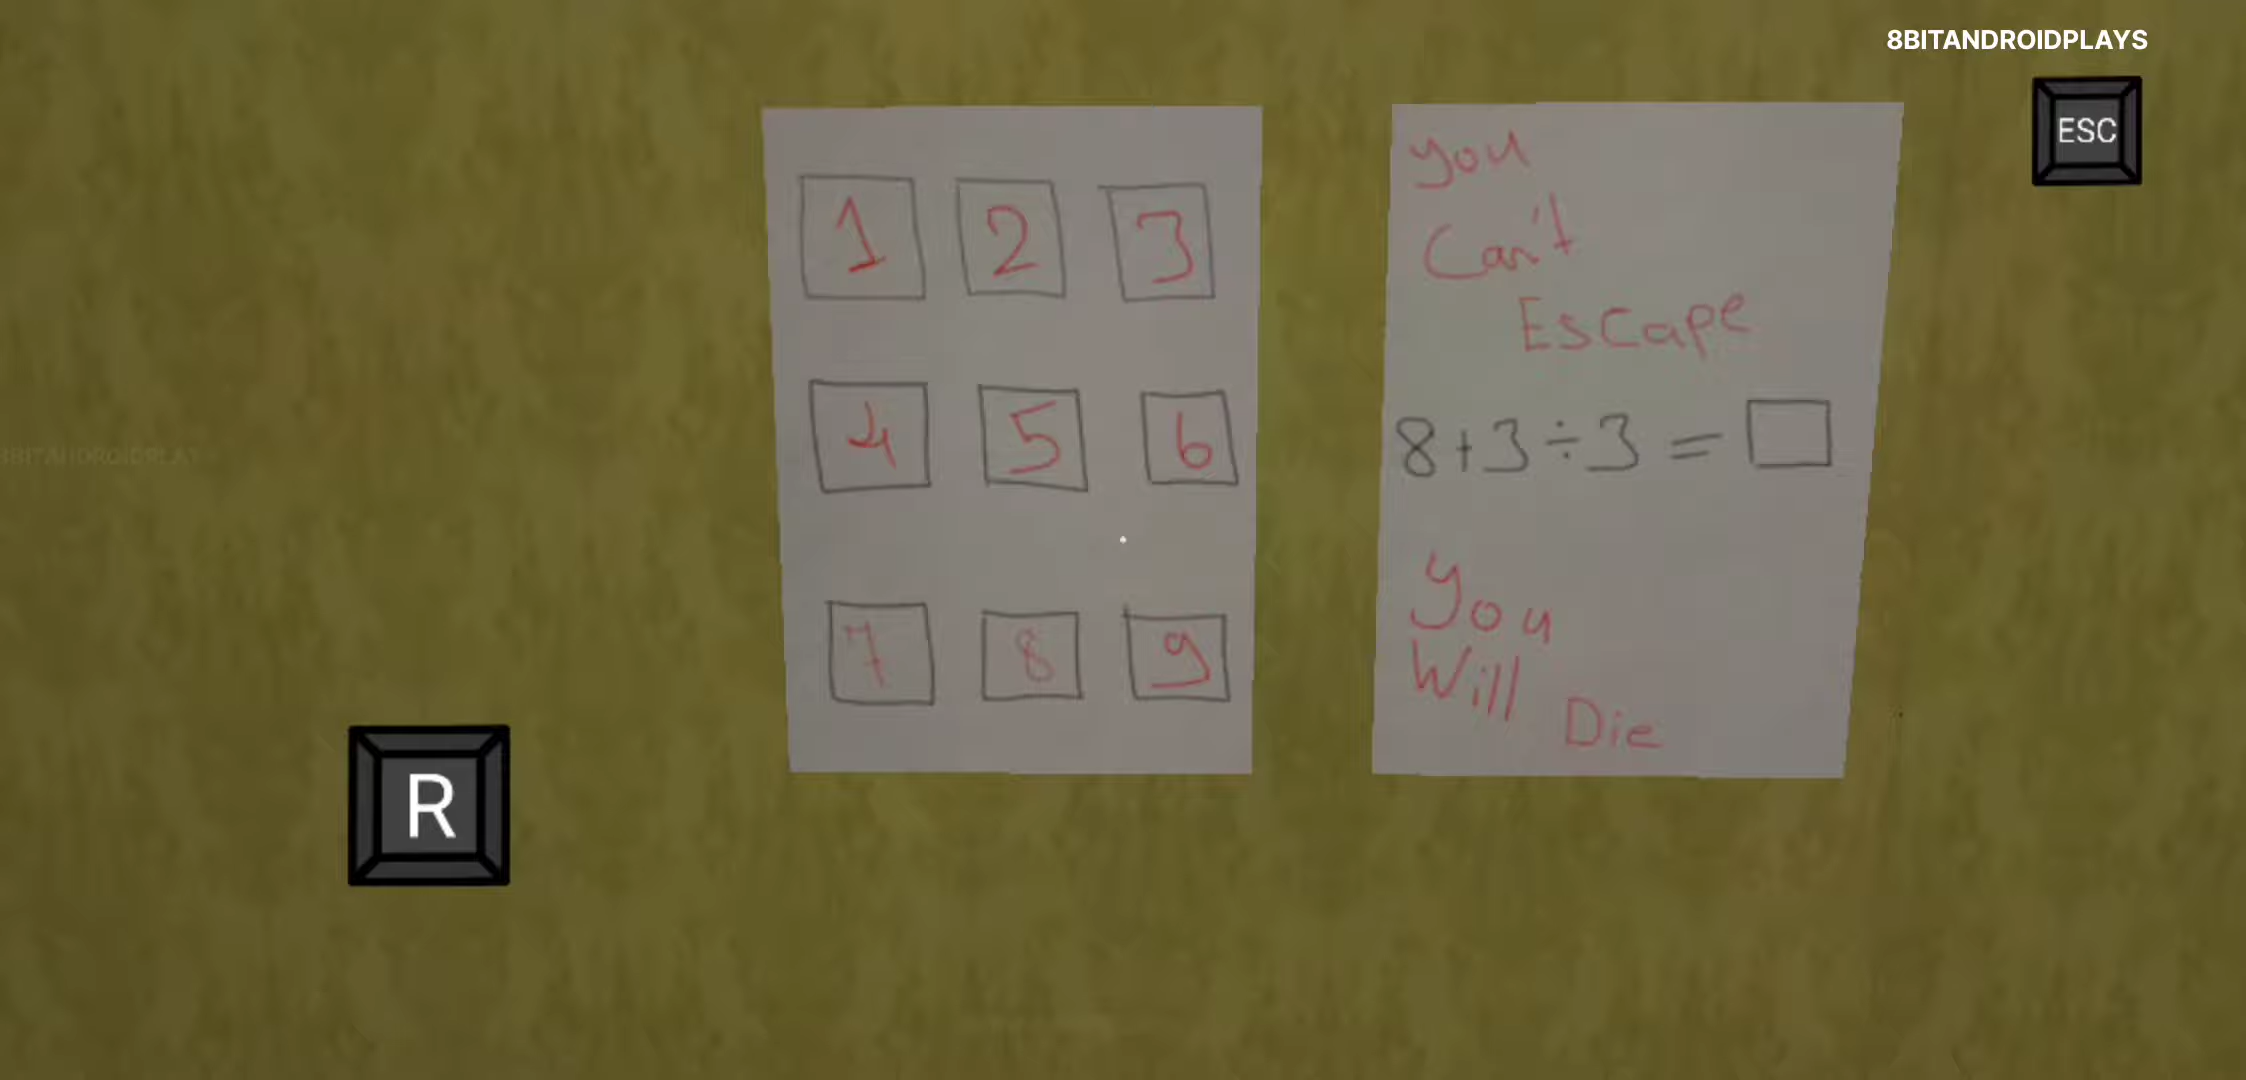 8BITANDROIDPLAYS
ESC
1 2 3
4 5 6
7 8 9
you
Can't
Escape
8+3÷3=
you
Will
Die
R